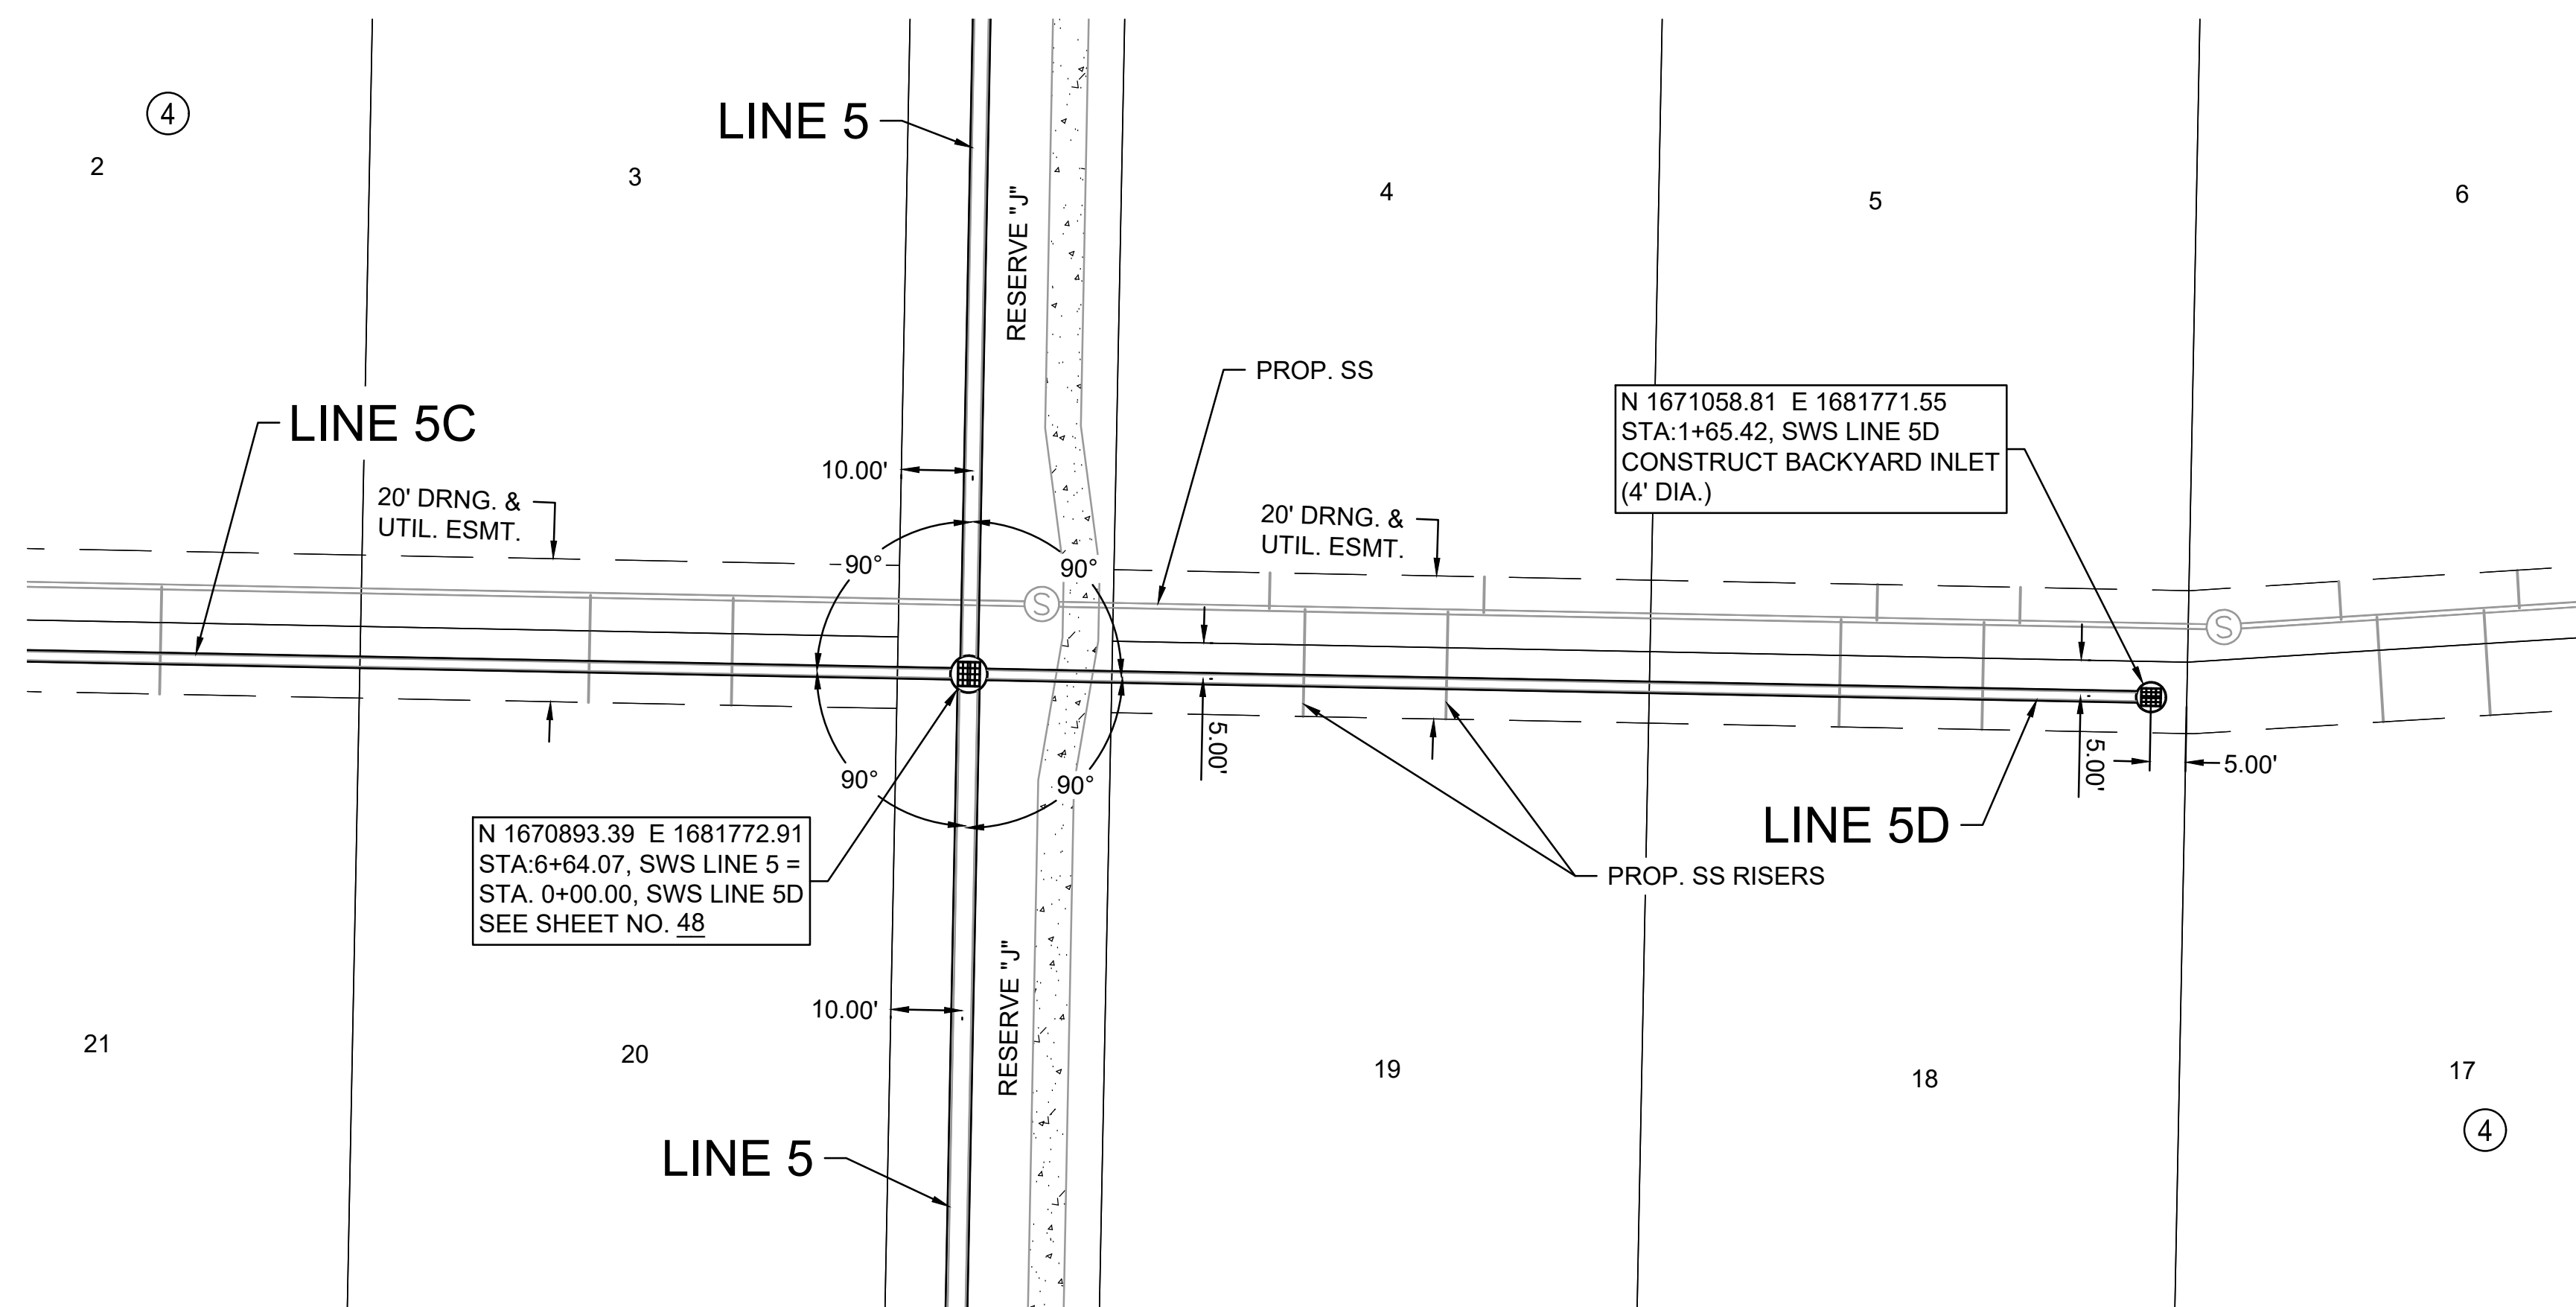 4
LINE 5
2
3
4
5
6
RESERVE "J"
PROP. SS
LINE 5C
N 1671058.81 E 1681771.55
STA:1+65.42, SWS LINE 5D
CONSTRUCT BACKYARD INLET
(4' DIA.)
10.00'
20' DRNG. &
UTIL. ESMT.
20' DRNG. &
UTIL. ESMT.
90°
90°
S
S
5.00'
5.00'
5.00'
90°
90°
LINE 5D
N 1670893.39 E 1681772.91
STA:6+64.07, SWS LINE 5 =
STA. 0+00.00, SWS LINE 5D
SEE SHEET NO. 48
PROP. SS RISERS
10.00'
RESERVE "J"
21
20
19
18
17
4
LINE 5